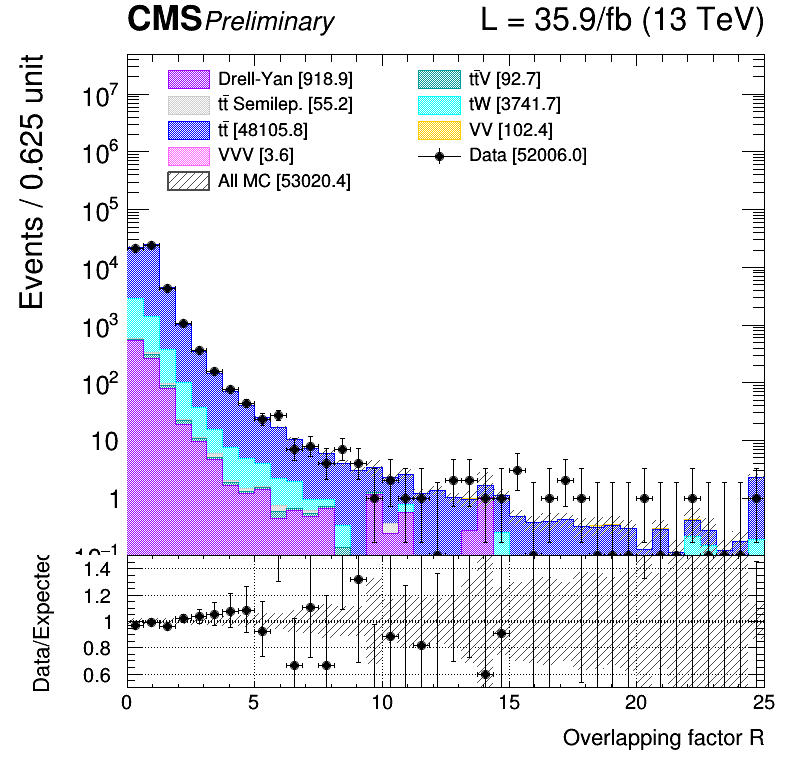 CMS Preliminary L = 35.9/fb (13 TeV)
Events / 0.625 unit
Drell-Yan [918.9]
tt̄ Semilep. [55.2]
tt̄ [48105.8]
VVV [3.6]
All MC [53020.4]
tt̄V [92.7]
tW [3741.7]
VV [102.4]
Data [52006.0]
10⁷
10⁶
10⁵
10⁴
10³
10²
10
1
10⁻¹
Data/Expected
1.4
1.2
1
0.8
0.6
0 5 10 15 20 25
Overlapping factor R